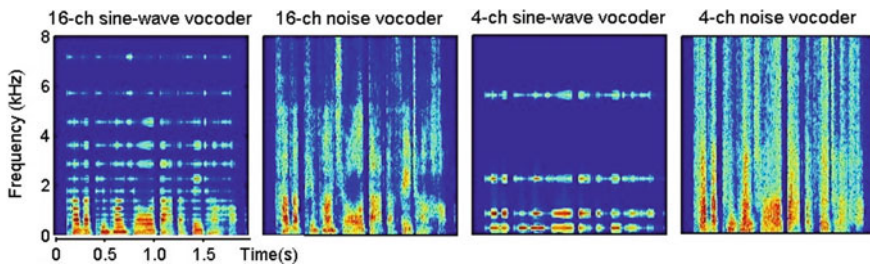 16-ch sine-wave vocoder 16-ch noise vocoder 4-ch sine-wave vocoder 4-ch noise vocoder
Frequency (kHz)
8
6
4
2
0
0 0.5 1.0 1.5 Time(s)